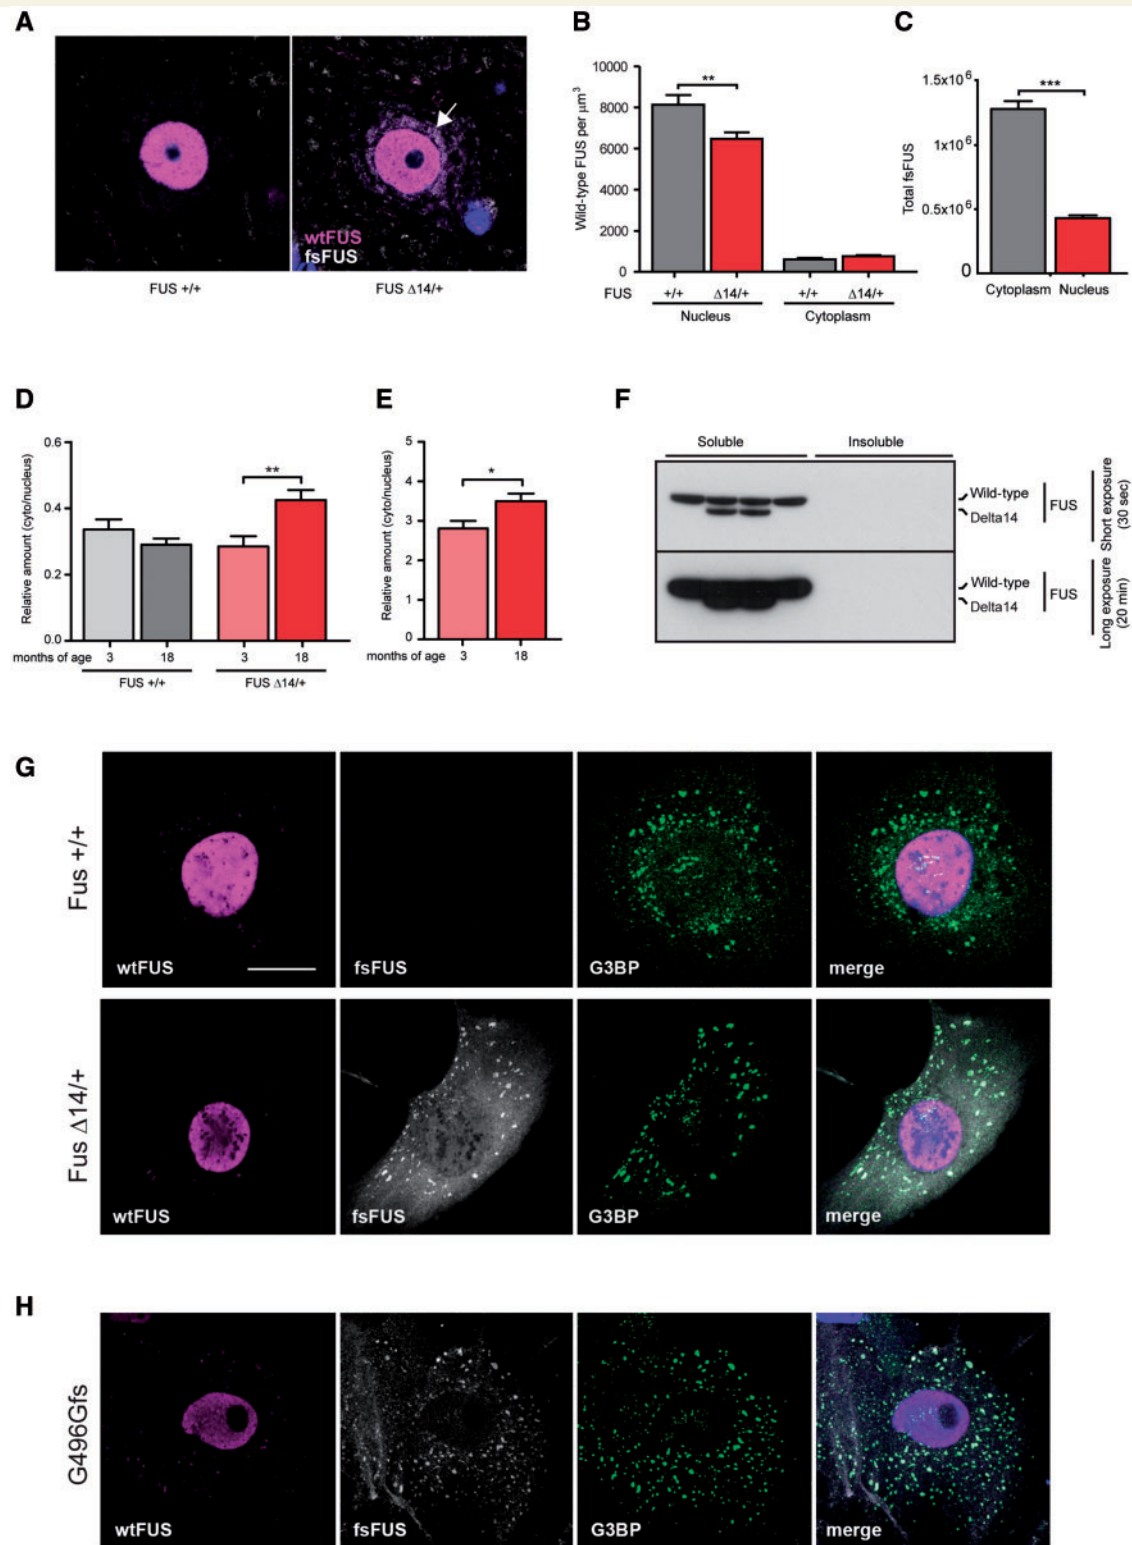 A
wtFUS
fsFUS
FUS +/+
FUS Δ14/+
B
Wild-type FUS per μm³
10000
8000
6000
4000
2000
0
**
FUS
+/+
Δ14/+
+/+
Δ14/+
Nucleus
Cytoplasm
C
Total fsFUS
1.5x10⁶
1x10⁶
0.5x10⁶
0
***
Cytoplasm
Nucleus
D
Relative amount (cyto/nucleus)
0.6
0.4
0.2
0.0
**
months of age
3
18
3
18
FUS +/+
FUS Δ14/+
E
Relative amount (cyto/nucleus)
5
4
3
2
1
0
*
months of age
3
18
F
Soluble
Insoluble
Wild-type
Delta14
FUS
Short exposure
(30 sec)
Wild-type
Delta14
FUS
Long exposure
(20 min)
G
Fus +/+
wtFUS
fsFUS
G3BP
merge
Fus Δ14/+
wtFUS
fsFUS
G3BP
merge
H
G496Gfs
wtFUS
fsFUS
G3BP
merge